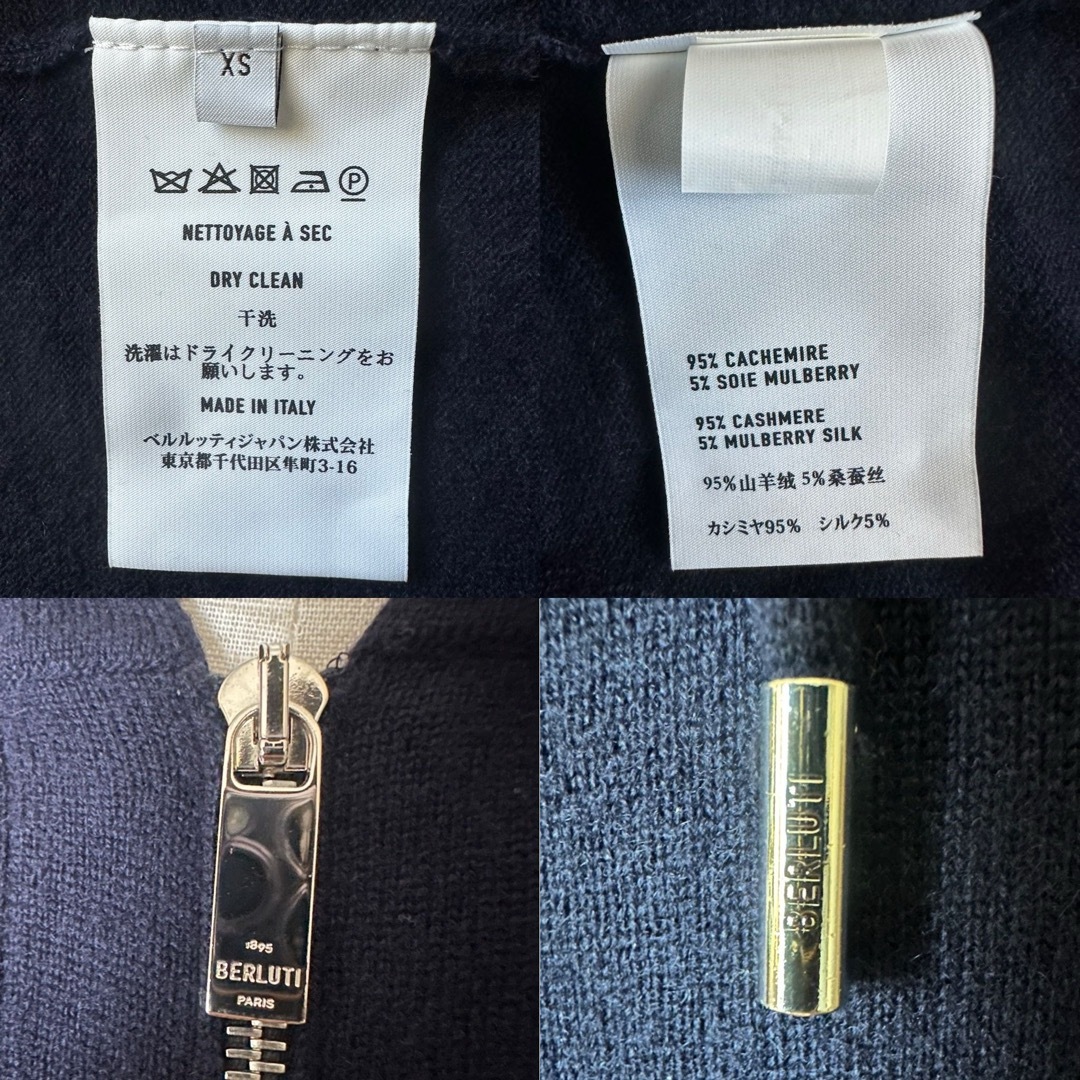 XS
P
NETTOYAGE À SEC
DRY CLEAN
干洗
洗濯はドライクリーニングをお
願いします。
MADE IN ITALY
ベルルッティジャパン株式会社
東京都千代田区隼町3-16
95% CACHEMIRE
5% SOIE MULBERRY
95% CASHMERE
5% MULBERRY SILK
95%山羊绒 5%桑蚕丝
カシミヤ95% シルク5%
1895
BERLUTI
PARIS
BERLUTI